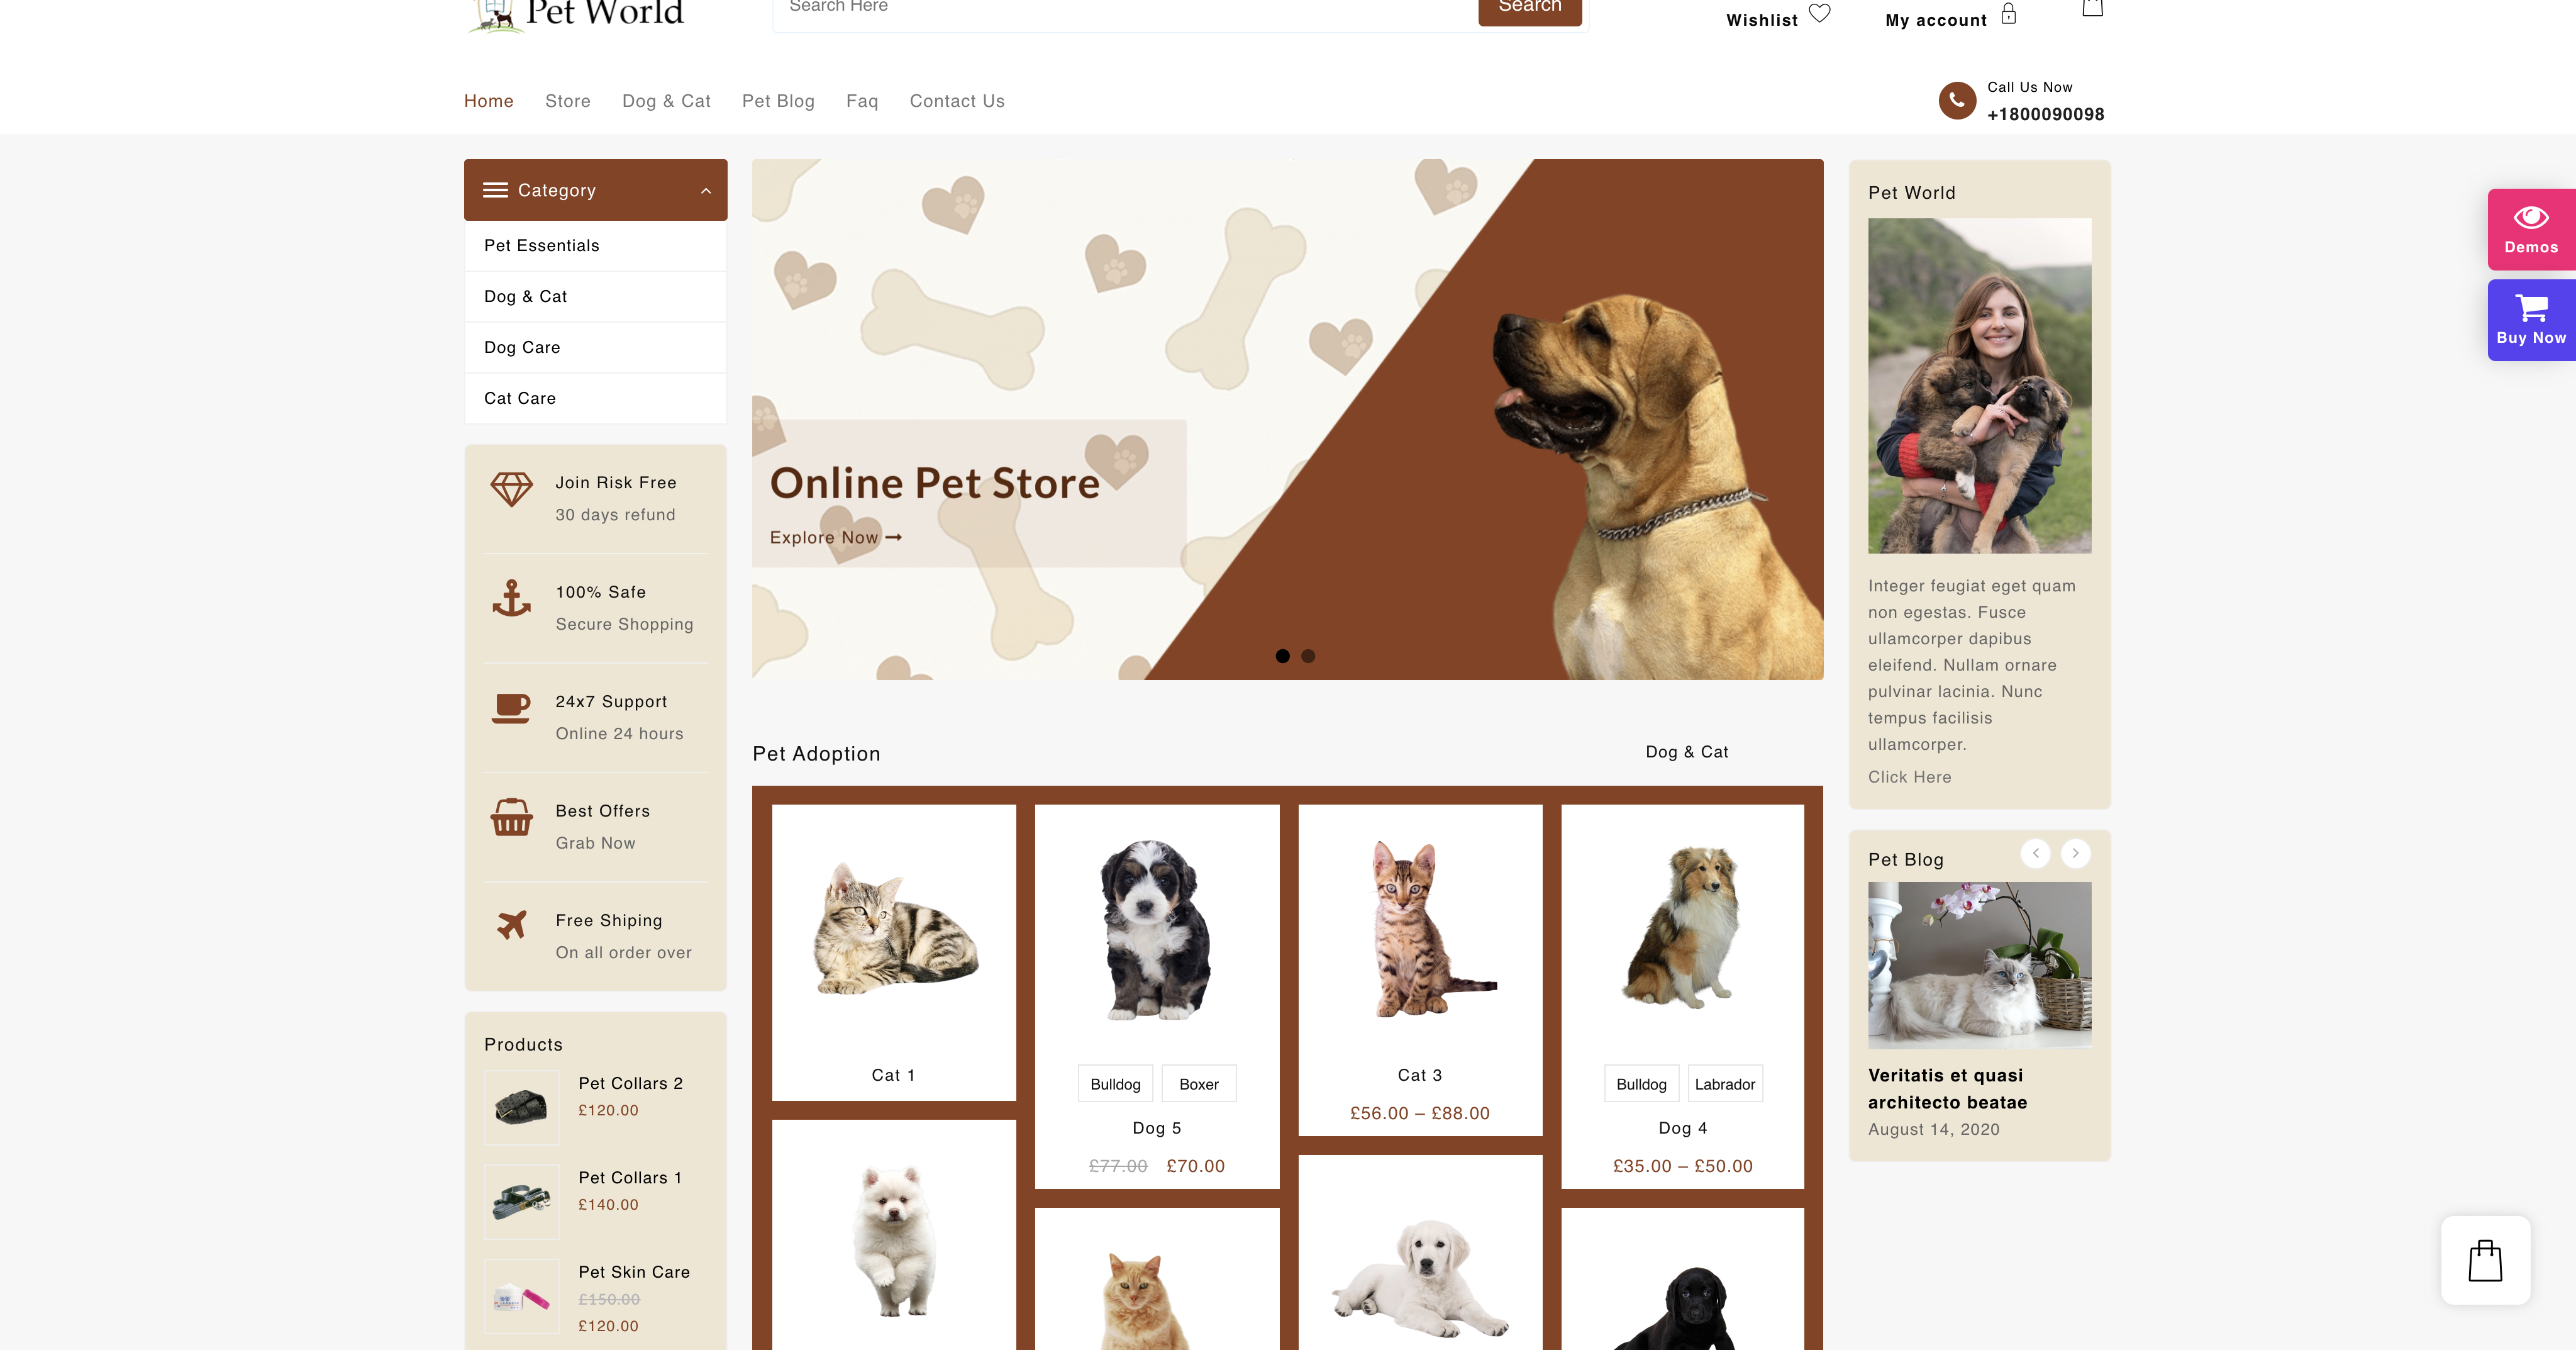 Pet World
Search Here
Search
Wishlist
My account
Home
Store
Dog & Cat
Pet Blog
Faq
Contact Us
Call Us Now
+1800090098
Category
Pet Essentials
Dog & Cat
Dog Care
Cat Care
Join Risk Free
30 days refund
100% Safe
Secure Shopping
24x7 Support
Online 24 hours
Best Offers
Grab Now
Free Shiping
On all order over
Products
Pet Collars 2
£120.00
Pet Collars 1
£140.00
Pet Skin Care
£150.00
£120.00
Online Pet Store
Explore Now
Pet Adoption
Dog & Cat
Cat 1
Bulldog
Boxer
Dog 5
£77.00 £70.00
Cat 3
£56.00 – £88.00
Bulldog
Labrador
Dog 4
£35.00 – £50.00
Pet World
Integer feugiat eget quam
non egestas. Fusce
ullamcorper dapibus
eleifend. Nullam ornare
pulvinar lacinia. Nunc
tempus facilisis
ullamcorper.
Click Here
Pet Blog
Veritatis et quasi
architecto beatae
August 14, 2020
Demos
Buy Now